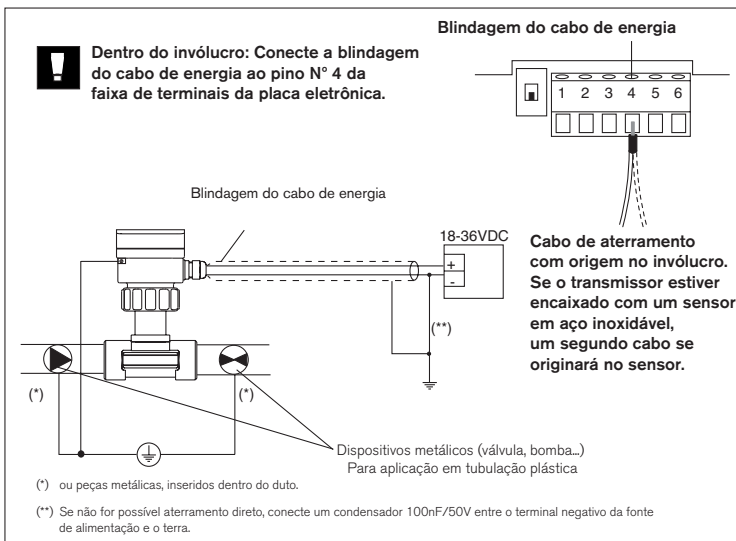 Blindagem do cabo de energia
Dentro do invólucro: Conecte a blindagem
do cabo de energia ao pino N° 4 da
faixa de terminais da placa eletrônica.
1 2 3 4 5 6
Blindagem do cabo de energia
18-36VDC
+
-
Cabo de aterramento
com origem no invólucro.
Se o transmissor estiver
encaixado com um sensor
em aço inoxidável,
um segundo cabo se
originará no sensor.
(**)
(*) (*)
Dispositivos metálicos (válvula, bomba...)
Para aplicação em tubulação plástica
(*) ou peças metálicas, inseridos dentro do duto.
(**) Se não for possível aterramento direto, conecte um condensador 100nF/50V entre o terminal negativo da fonte
de alimentação e o terra.